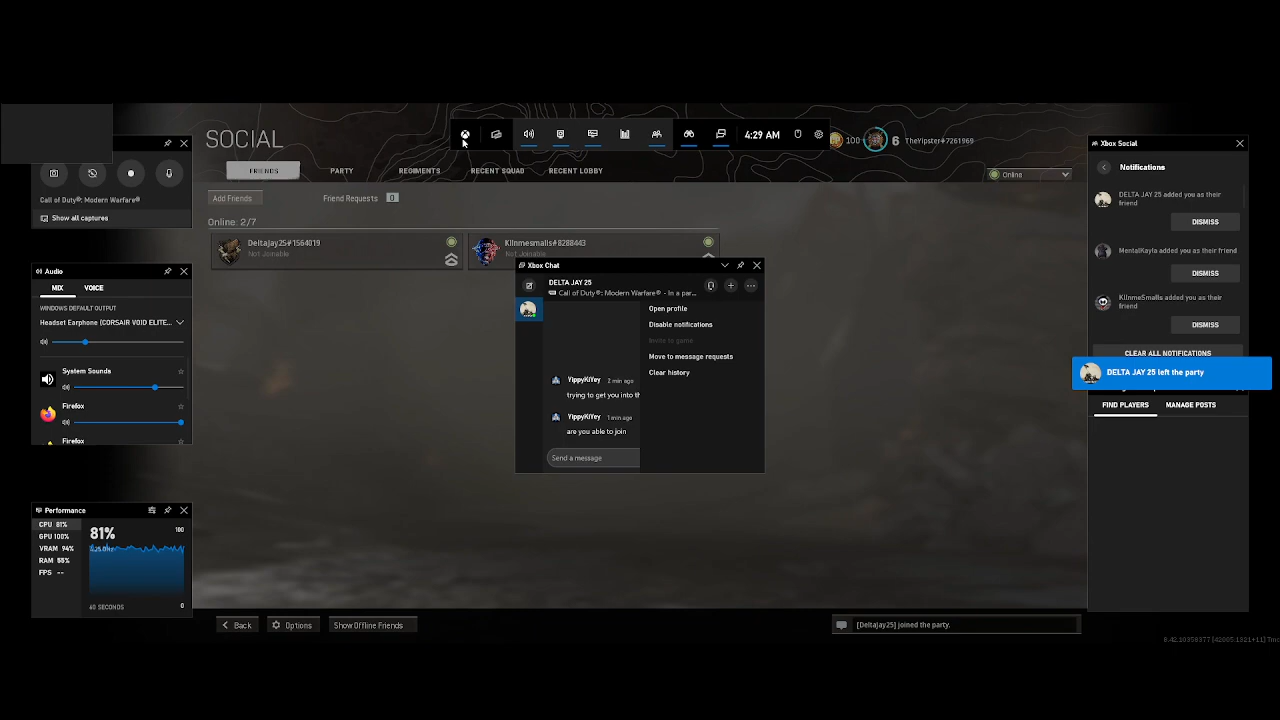 SOCIAL
4:29 AM
100
6
TheYipster#7261969
FRIENDS
PARTY
REGIMENTS
RECENT SQUAD
RECENT LOBBY
Online
Add Friends
Friend Requests
0
Online: 2/7
DeltaJay25#1564019
Not Joinable
KIlnmesmalls#8288443
Not Joinable
Call of Duty®: Modern Warfare®
Show all captures
Audio
MIX
VOICE
WINDOWS DEFAULT OUTPUT
Headset Earphone (CORSAIR VOID ELITE...
System Sounds
Firefox
Firefox
Performance
CPU 81%
GPU 100%
VRAM 94%
RAM 55%
FPS --
81%
100
60 SECONDS
0
Xbox Chat
DELTA JAY 25
Call of Duty®: Modern Warfare® - In a par...
Open profile
Disable notifications
Invite to game
Move to message requests
Clear history
YippyKiYey 2 min ago
trying to get you into th
YippyKiYey 1 min ago
are you able to join
Send a message
Xbox Social
Notifications
DELTA JAY 25 added you as their
friend
DISMISS
MentalKayla added you as their friend
DISMISS
KIlnmeSmalls added you as their
friend
DISMISS
CLEAR ALL NOTIFICATIONS
DELTA JAY 25 left the party
FIND PLAYERS
MANAGE POSTS
Back
Options
Show Offline Friends
[DeltaJay25] joined the party.